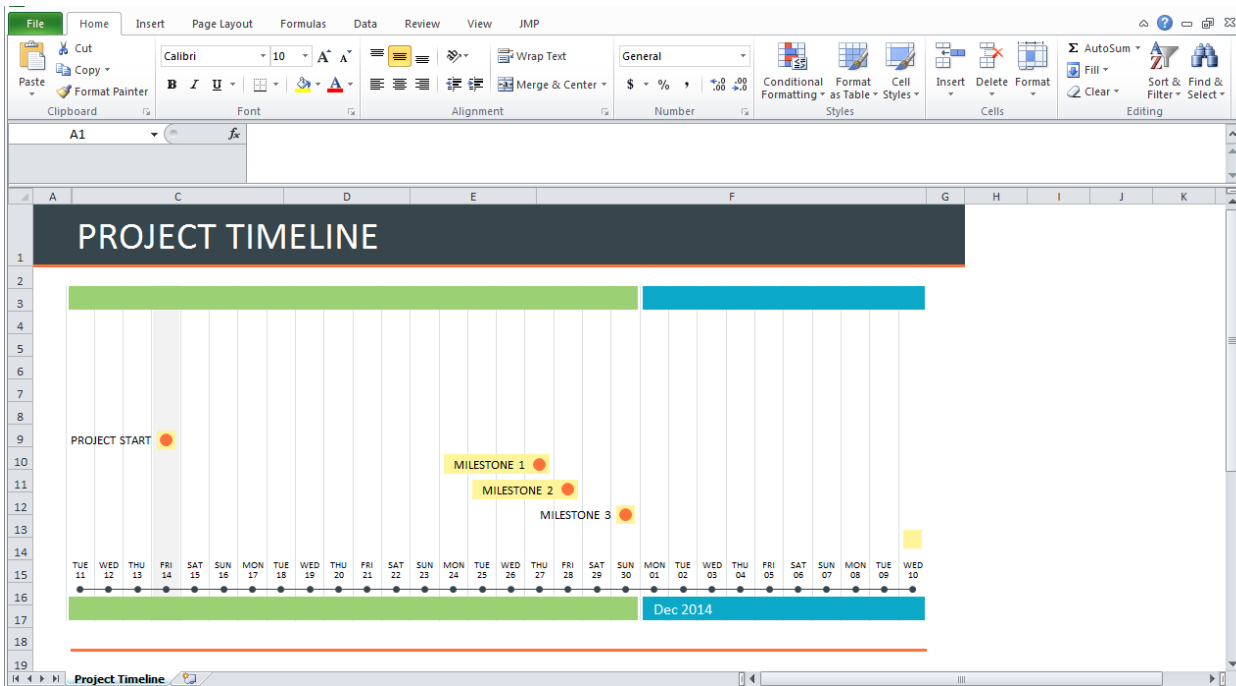 File Home Insert Page Layout Formulas Data Review View JMP
Cut Calibri 10 A A Wrap Text General Σ AutoSum
Copy Fill
Paste Format Painter B I U A Merge & Center $ % , .0 .00 .00 .0 Conditional Formatting Format as Table Cell Styles Insert Delete Format Clear Sort & Filter Find & Select
Clipboard Font Alignment Number Styles Cells Editing
A1 fx
A C D E F G H I J K
1 PROJECT TIMELINE
2
3
4
5
6
7
8
9 PROJECT START
10 MILESTONE 1
11 MILESTONE 2
12 MILESTONE 3
13
14
TUE WED THU FRI SAT SUN MON TUE WED THU FRI SAT SUN MON TUE WED THU FRI SAT SUN MON TUE WED THU FRI SAT SUN MON TUE WED
15 11 12 13 14 15 16 17 18 19 20 21 22 23 24 25 26 27 28 29 30 01 02 03 04 05 06 07 08 09 10
16
17 Dec 2014
18
19
Project Timeline